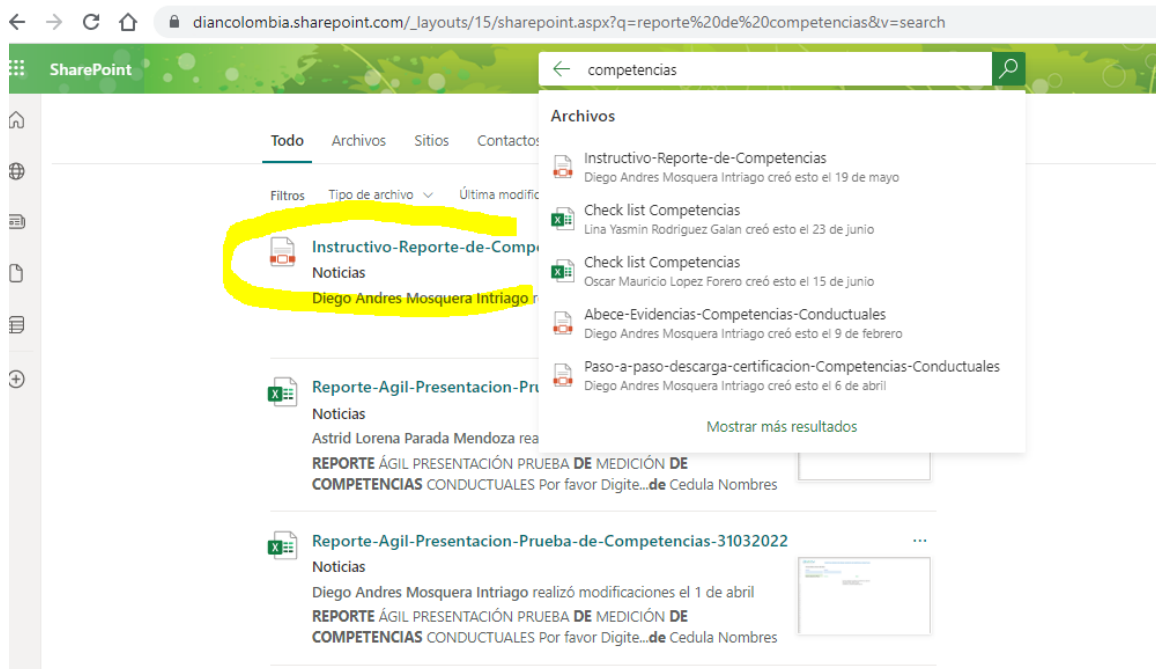 diancolombia.sharepoint.com/_layouts/15/sharepoint.aspx?q=reporte%20de%20competencias&v=search
SharePoint
competencias
Archivos
Instructivo-Reporte-de-Competencias
Diego Andres Mosquera Intriago creó esto el 19 de mayo
Check list Competencias
Lina Yasmin Rodriguez Galan creó esto el 23 de junio
Check list Competencias
Oscar Mauricio Lopez Forero creó esto el 15 de junio
Abece-Evidencias-Competencias-Conductuales
Diego Andres Mosquera Intriago creó esto el 9 de febrero
Paso-a-paso-descarga-certificacion-Competencias-Conductuales
Diego Andres Mosquera Intriago creó esto el 6 de abril
Mostrar más resultados
Todo Archivos Sitios Contactos
Filtros Tipo de archivo Última modific
Instructivo-Reporte-de-Compe
Noticias
Diego Andres Mosquera Intriago r
Reporte-Agil-Presentacion-Pru
Noticias
Astrid Lorena Parada Mendoza rea
REPORTE ÁGIL PRESENTACIÓN PRUEBA DE MEDICIÓN DE
COMPETENCIAS CONDUCTUALES Por favor Digite...de Cedula Nombres
Reporte-Agil-Presentacion-Prueba-de-Competencias-31032022
Noticias
Diego Andres Mosquera Intriago realizó modificaciones el 1 de abril
REPORTE ÁGIL PRESENTACIÓN PRUEBA DE MEDICIÓN DE
COMPETENCIAS CONDUCTUALES Por favor Digite...de Cedula Nombres